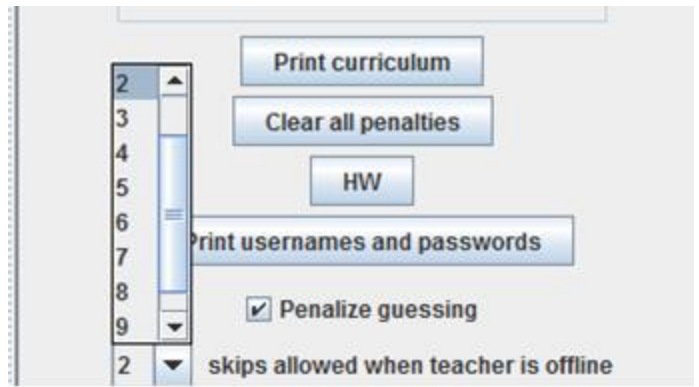 Print curriculum
2
3
Clear all penalties
4
5
HW
6
Print usernames and passwords
7
8
Penalize guessing
9
2 skips allowed when teacher is offline